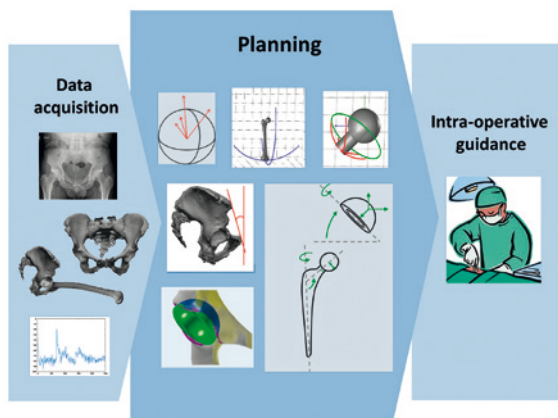 Data
acquisition
Planning
Intra-operative
guidance